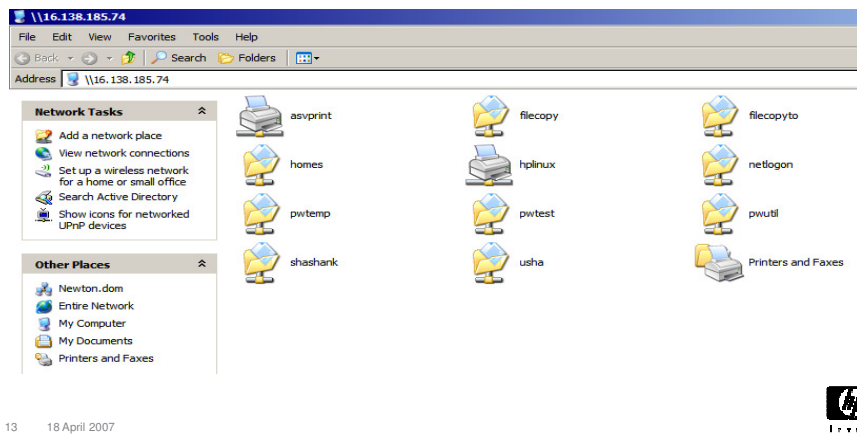 \\16.138.185.74
File Edit View Favorites Tools Help
Back Search Folders
Address \\16.138.185.74
Network Tasks
Add a network place
View network connections
Set up a wireless network
for a home or small office
Search Active Directory
Show icons for networked
UPnP devices
Other Places
Newton.dom
Entire Network
My Computer
My Documents
Printers and Faxes
asvprint filecopy filecopyto
homes hplinux netlogon
pwtemp pwtest pwutil
shashank usha Printers and Faxes
13 18 April 2007